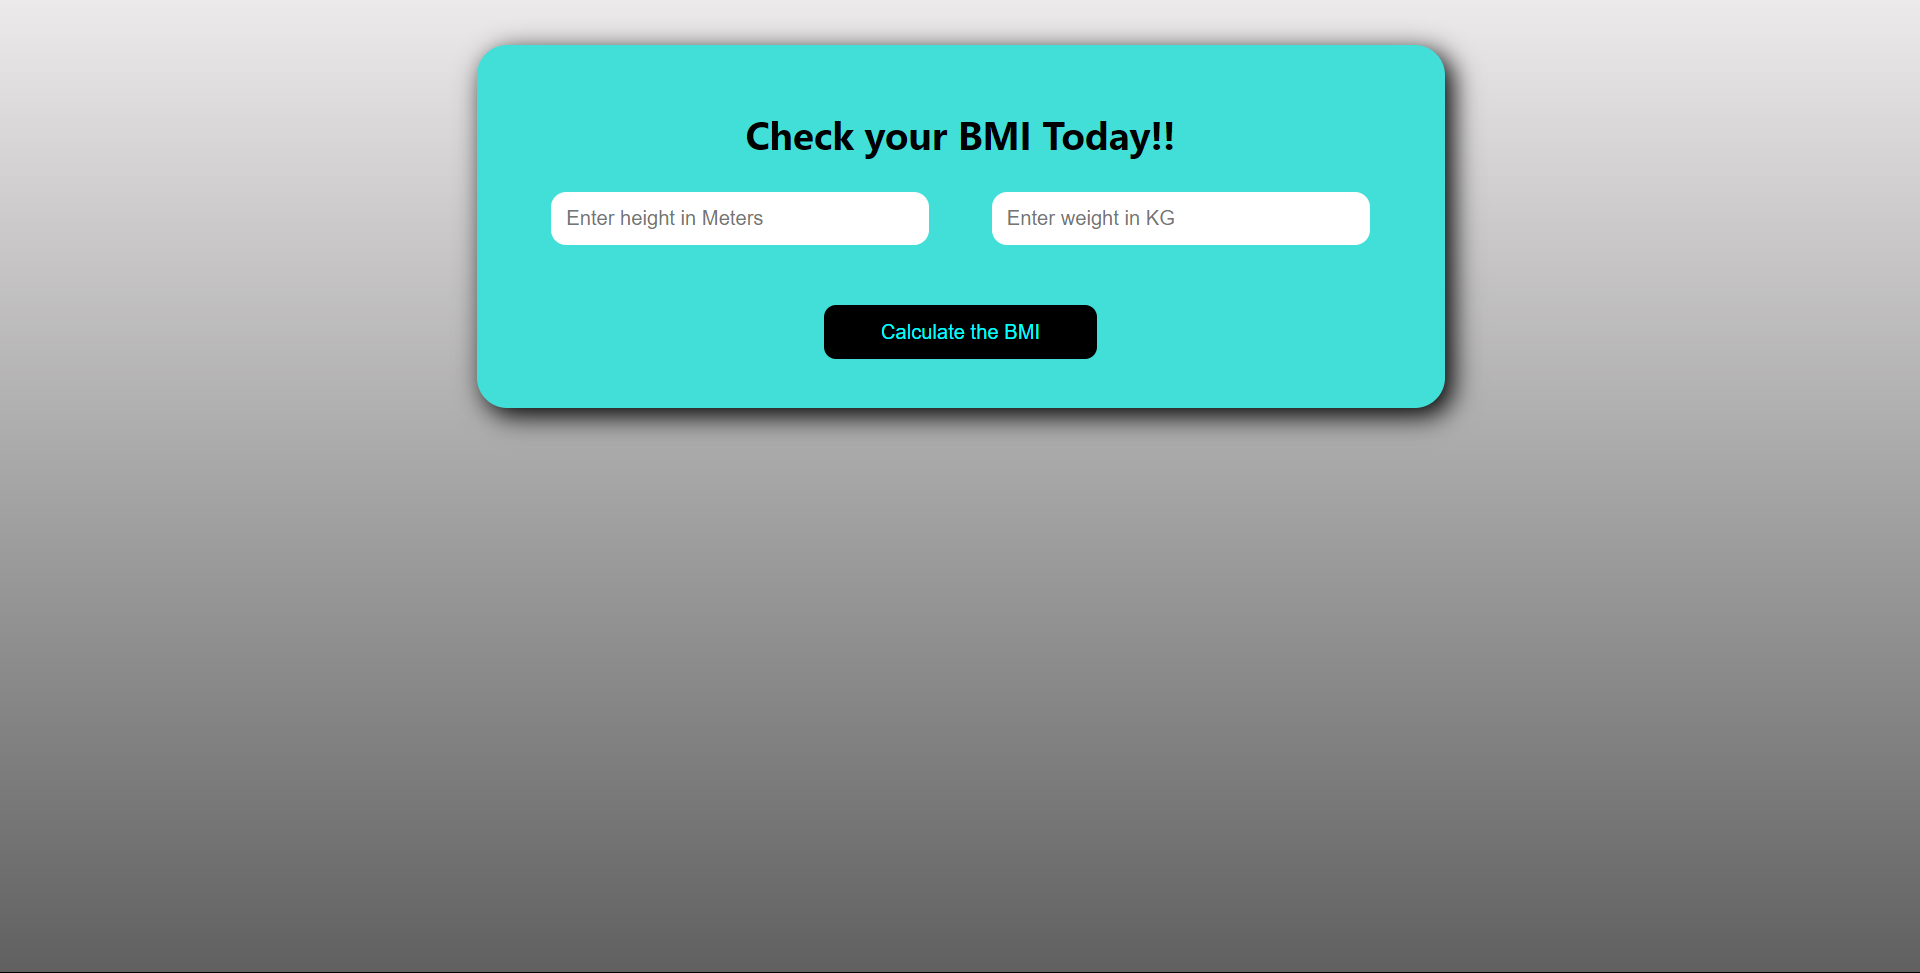 Check your BMI Today!!
Enter height in Meters
Enter weight in KG
Calculate the BMI